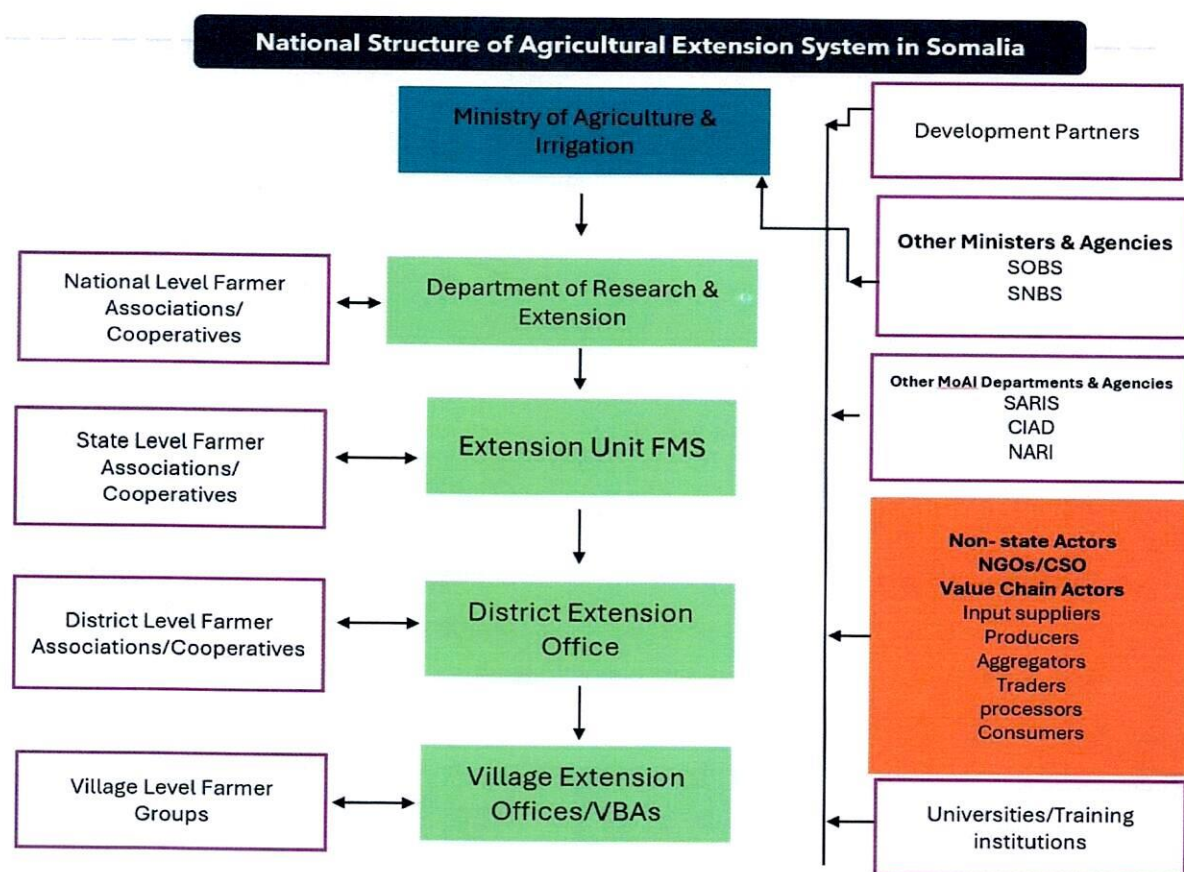 National Structure of Agricultural Extension System in Somalia
Ministry of Agriculture &
Irrigation
Department of Research &
Extension
Extension Unit FMS
District Extension
Office
Village Extension
Offices/VBAs
National Level Farmer
Associations/
Cooperatives
State Level Farmer
Associations/
Cooperatives
District Level Farmer
Associations/Cooperatives
Village Level Farmer
Groups
Development Partners
Other Ministers & Agencies
SOBS
SNBS
Other MoAI Departments & Agencies
SARIS
CIAD
NARI
Non- state Actors
NGOs/CSO
Value Chain Actors
Input suppliers
Producers
Aggregators
Traders
processors
Consumers
Universities/Training
institutions